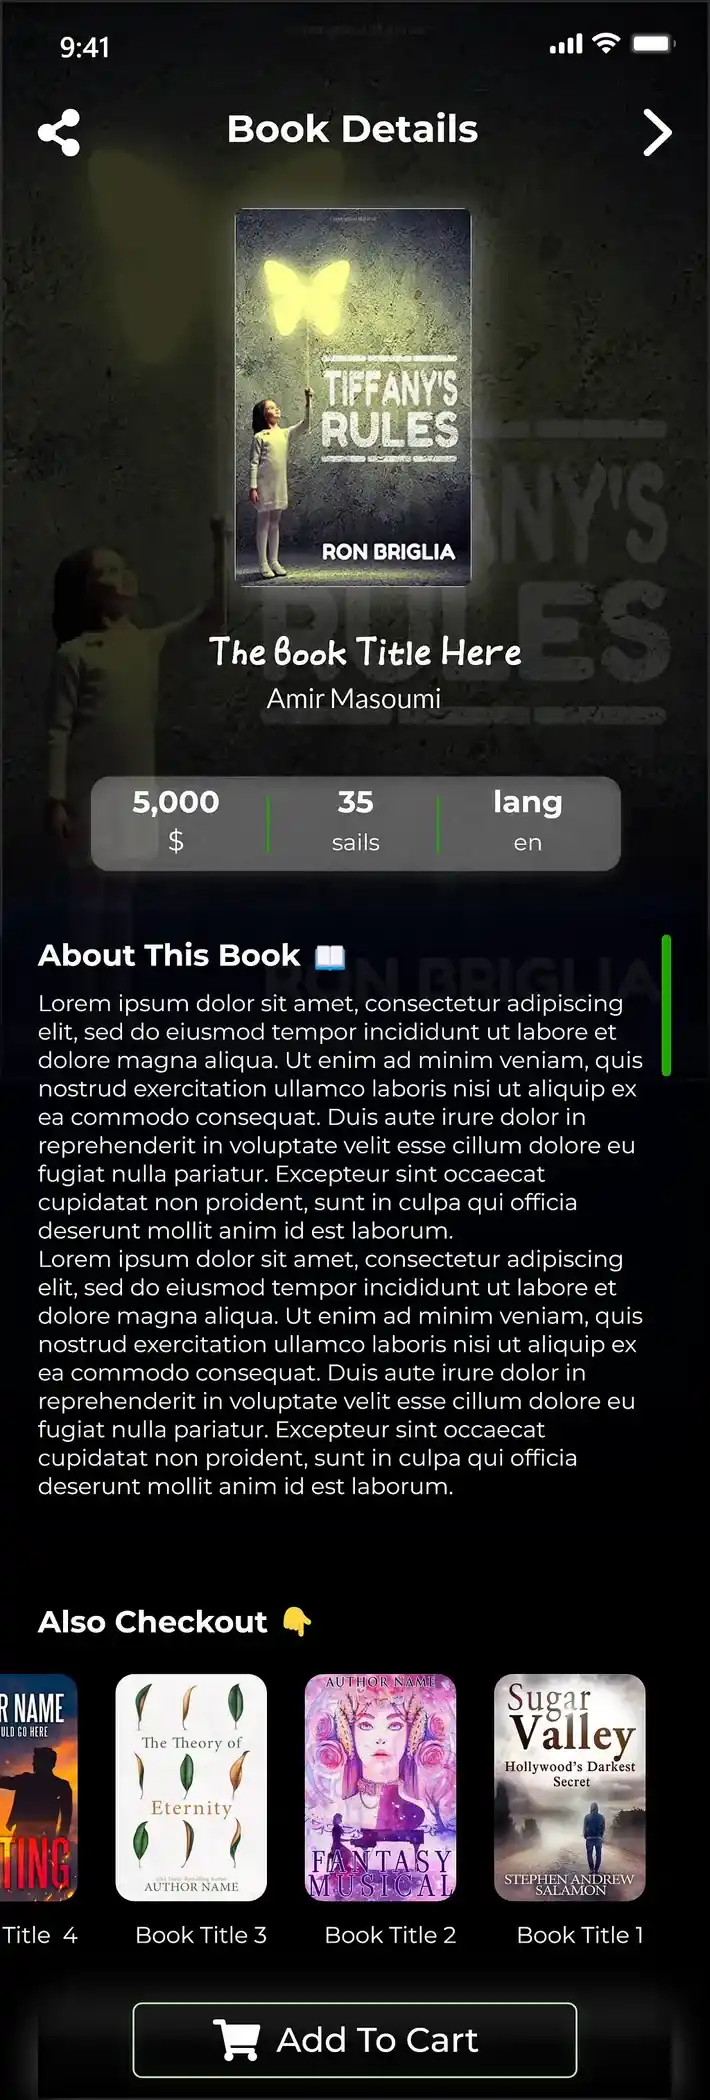 9:41
Book Details
TIFFANY'S
RULES
RON BRIGLIA
The Book Title Here
Amir Masoumi
5,000 35 lang
$ sails en
About This Book 📖
Lorem ipsum dolor sit amet, consectetur adipiscing
elit, sed do eiusmod tempor incididunt ut labore et
dolore magna aliqua. Ut enim ad minim veniam, quis
nostrud exercitation ullamco laboris nisi ut aliquip ex
ea commodo consequat. Duis aute irure dolor in
reprehenderit in voluptate velit esse cillum dolore eu
fugiat nulla pariatur. Excepteur sint occaecat
cupidatat non proident, sunt in culpa qui officia
deserunt mollit anim id est laborum.
Lorem ipsum dolor sit amet, consectetur adipiscing
elit, sed do eiusmod tempor incididunt ut labore et
dolore magna aliqua. Ut enim ad minim veniam, quis
nostrud exercitation ullamco laboris nisi ut aliquip ex
ea commodo consequat. Duis aute irure dolor in
reprehenderit in voluptate velit esse cillum dolore eu
fugiat nulla pariatur. Excepteur sint occaecat
cupidatat non proident, sunt in culpa qui officia
deserunt mollit anim id est laborum.
Also Checkout 👇
R NAME
ULD GO HERE
TING
The Theory of
Eternity
AUTHOR NAME
AUTHOR NAME
FANTASY
MUSICAL
Sugar
Valley
Hollywood's Darkest
Secret
STEPHEN ANDREW
SALAMON
Title 4
Book Title 3
Book Title 2
Book Title 1
Add To Cart